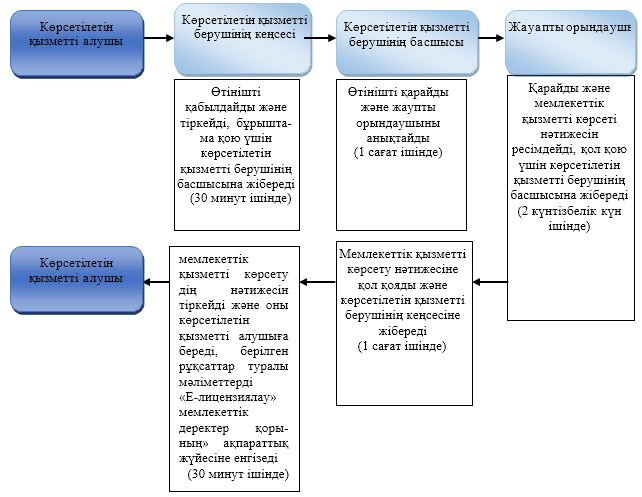 Көрсетілетін
қызметті алушы
Көрсетілетін қызметті
берушінің кеңсесі
Көрсетілетін қызметті
берушінің басшысы
Жауапты орындаушы
Өтінішті
қабылдайды және
тіркейді, бұрышта-
ма қою үшін
көрсетілетін
қызметті берушінің
басшысына жібереді
(30 минут ішінде)
Өтінішті қарайды
және жаупты
орындаушыны
анықтайды
(1 сағат ішінде)
Қарайды және
мемлекеттік
қызметті көрсеті
нәтижесін
ресімдейді, қол қою
үшін көрсетілетін
қызметті берушінің
басшысына жібереді
(2 күнтізбелік күн
ішінде)
Мемлекеттік қызметті
көрсету нәтижесіне
қол қояды және
көрсетілетін қызметті
берушінің кеңсесіне
жібереді
(1 сағат ішінде)
мемлекеттік
қызметті көрсету
дің нәтижесін
тіркейді және оны
көрсетілетін
қызметті алушыға
береді, берілген
рұқсаттар туралы
мәліметтерді
«Е-лицензиялау»
мемлекеттік
деректер қоры-
ның» ақпараттық
жүйесіне енгізеді
(30 минут ішінде)
Көрсетілетін
қызметті алушы